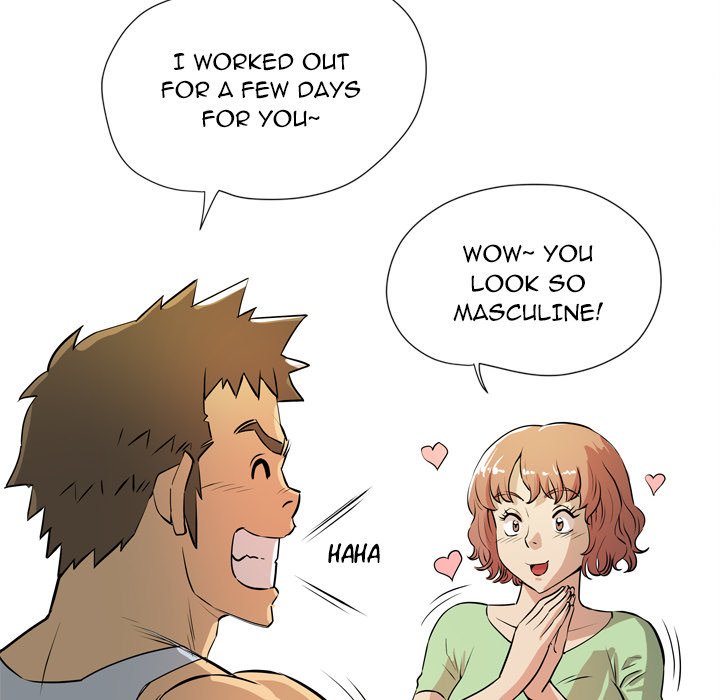 I WORKED OUT
FOR A FEW DAYS
FOR YOU~
WOW~ YOU
LOOK SO
MASCULINE!
HAHA